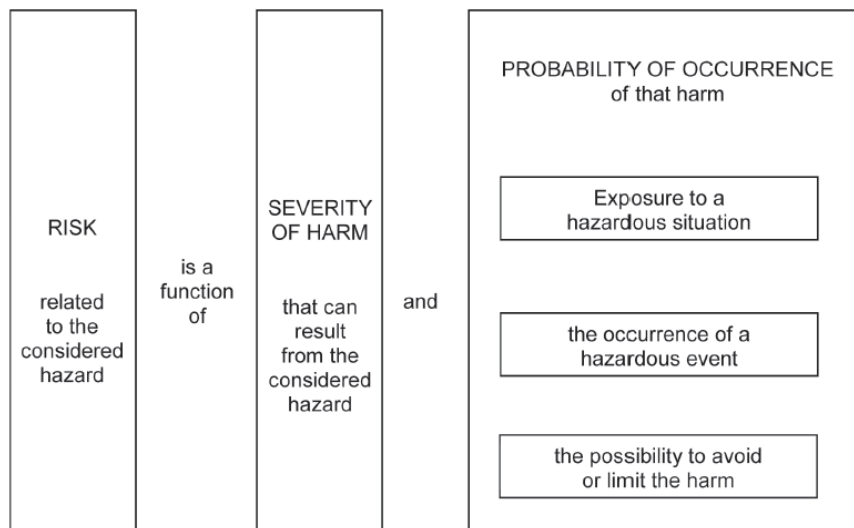 RISK
related
to the
considered
hazard
is a
function
of
SEVERITY
OF HARM
that can
result
from the
considered
hazard
and
PROBABILITY OF OCCURRENCE
of that harm
Exposure to a
hazardous situation
the occurrence of a
hazardous event
the possibility to avoid
or limit the harm